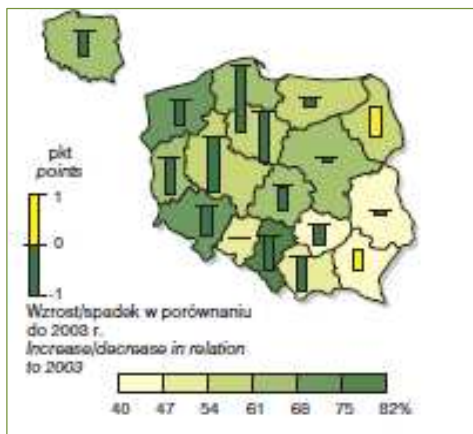 pkt
points
1
0
-1
Wzrost/spadek w porównaniu
do 2003 r.
Increase/decrease in relation
to 2003
40 47 54 61 68 75 82%